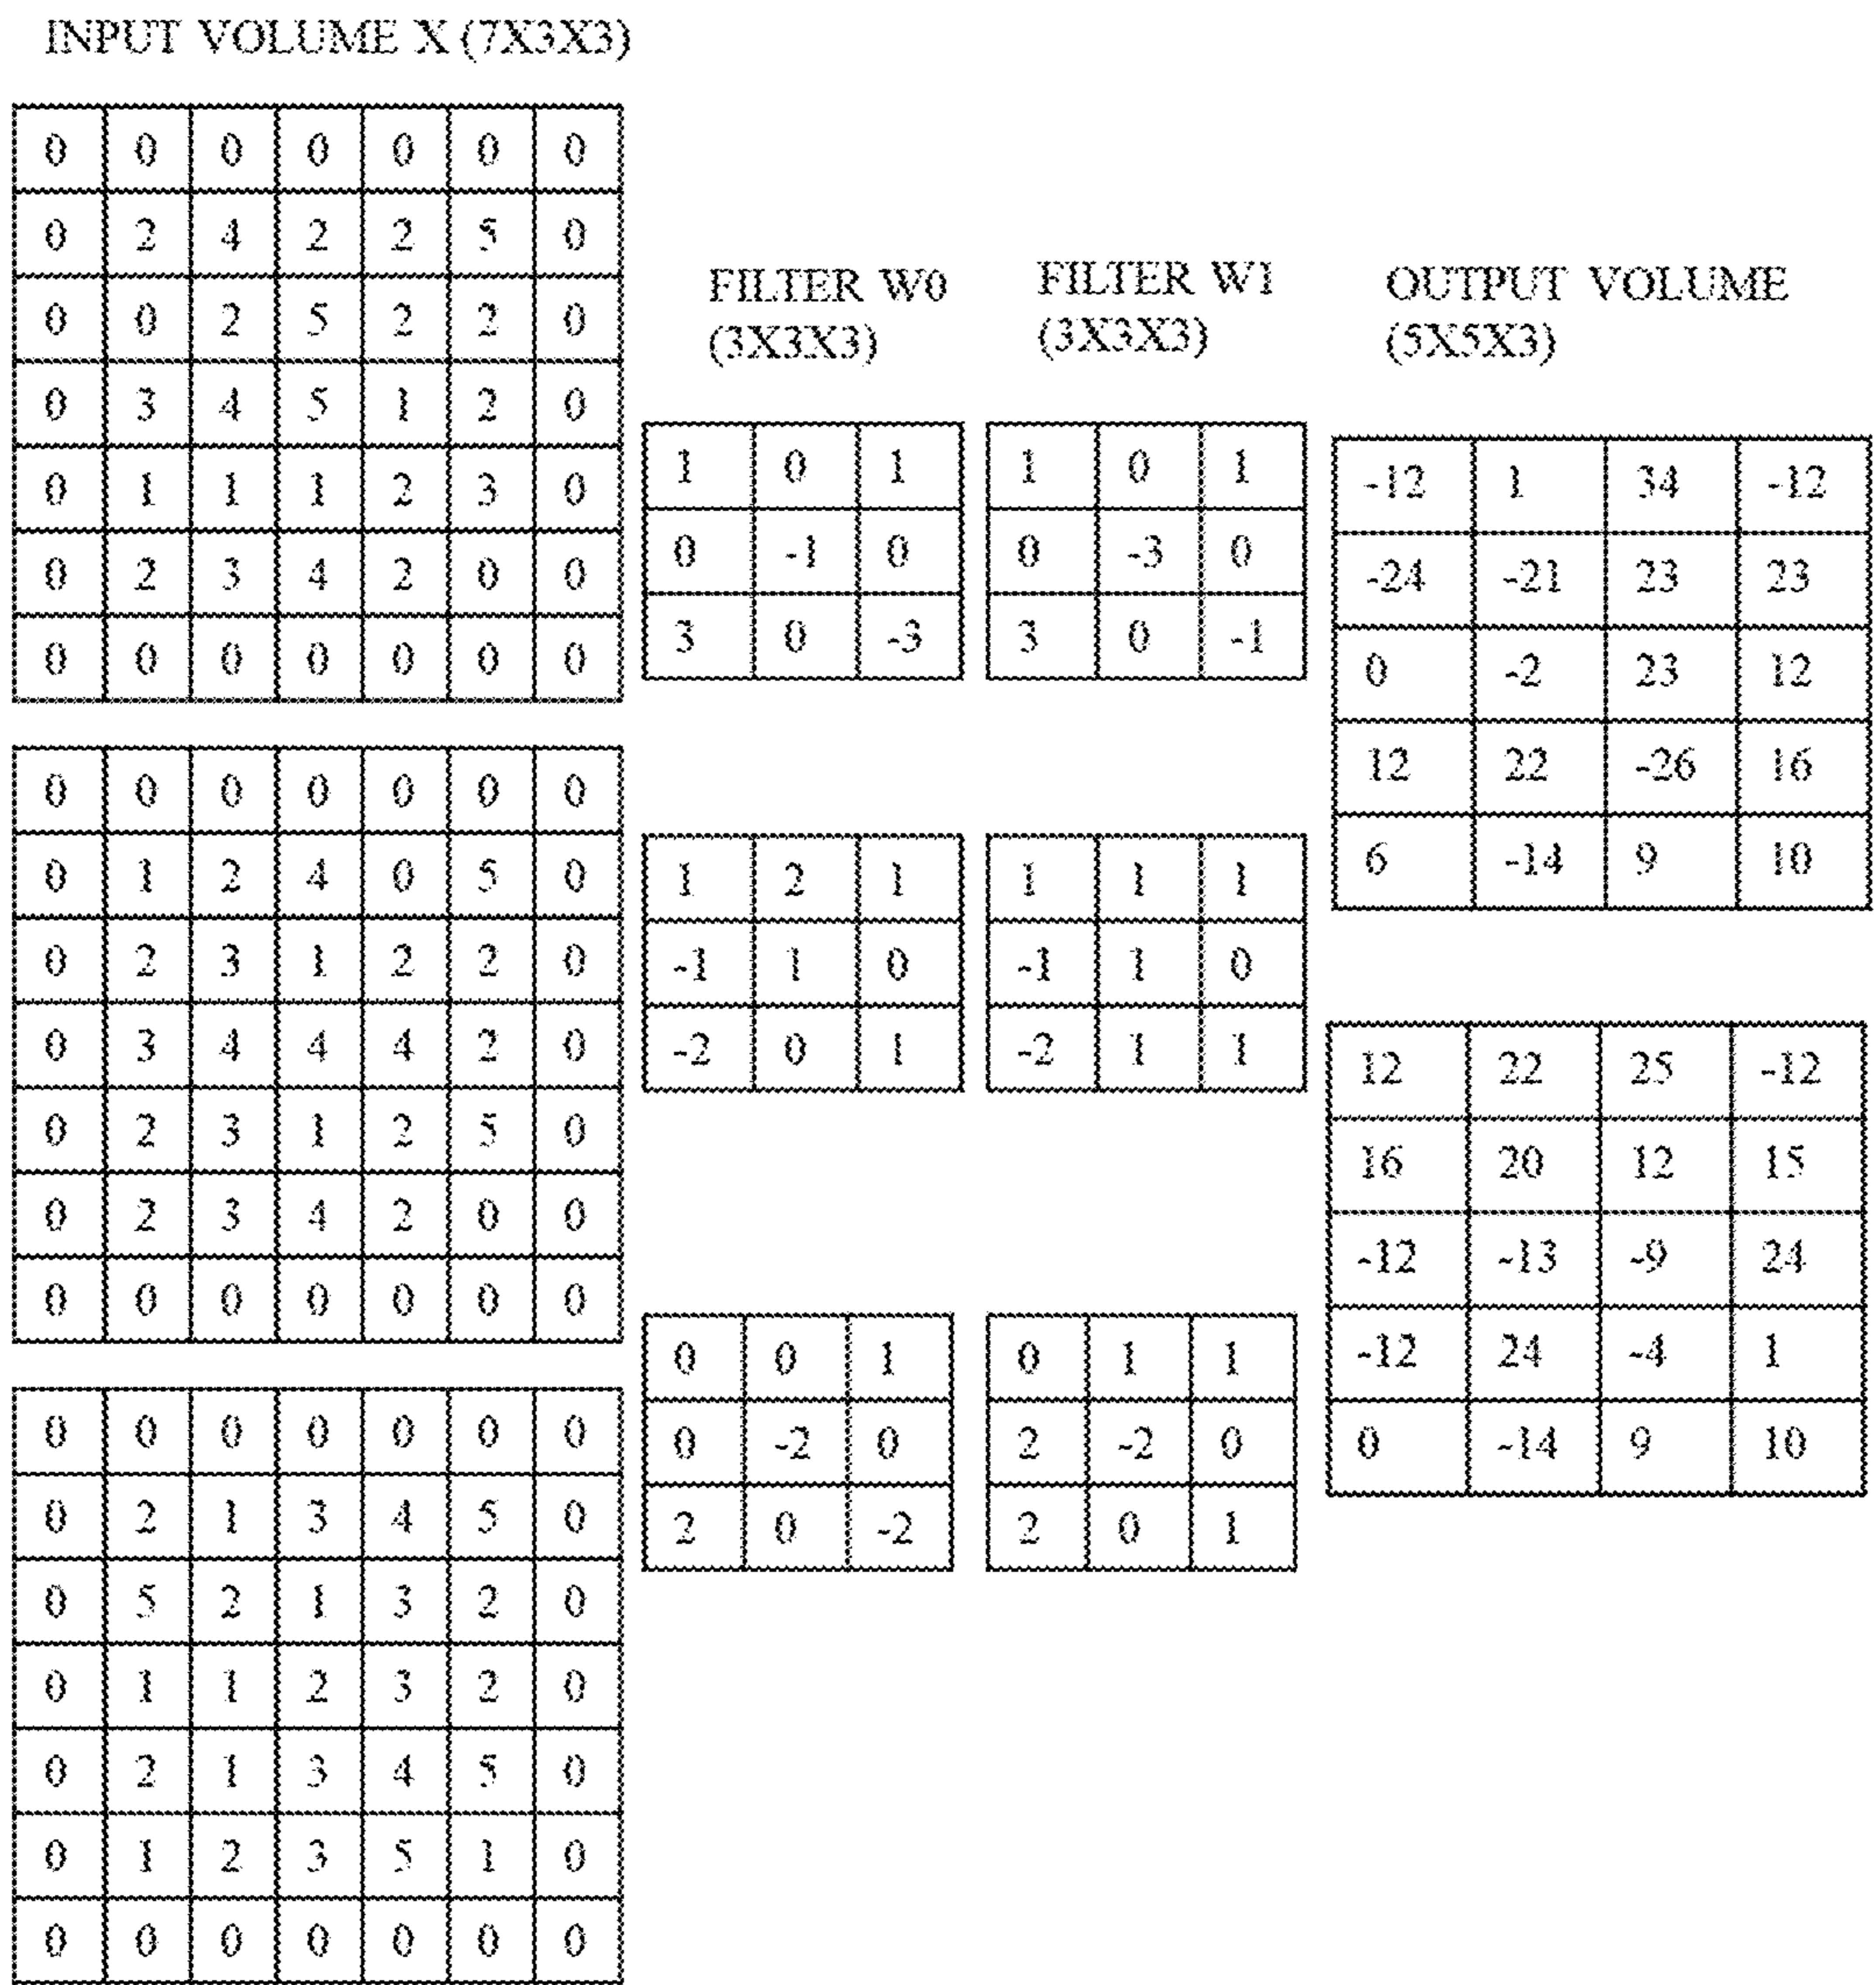 INPUT VOLUME X (7X3X3)
0 0 0 0 0 0 0
0 2 4 2 2 5 0
0 0 2 5 2 2 0
0 3 4 5 1 2 0
0 1 1 1 2 3 0
0 2 3 4 2 0 0
0 0 0 0 0 0 0
0 0 0 0 0 0 0
0 1 2 4 0 5 0
0 2 3 1 2 2 0
0 3 4 4 4 2 0
0 2 3 1 2 5 0
0 2 3 4 2 0 0
0 0 0 0 0 0 0
0 0 0 0 0 0 0
0 2 1 3 4 5 0
0 5 2 1 3 2 0
0 1 1 2 3 2 0
0 2 1 3 4 5 0
0 1 2 3 5 1 0
0 0 0 0 0 0 0
FILTER W0
(3X3X3)
1 0 1
0 -1 0
3 0 -3
1 2 1
-1 1 0
-2 0 1
0 0 1
0 -2 0
2 0 -2
FILTER W1
(3X3X3)
1 0 1
0 -3 0
3 0 -1
1 1 1
-1 1 0
-2 1 1
0 1 1
2 -2 0
2 0 1
OUTPUT VOLUME
(5X5X3)
-12 1 34 -12
-24 -21 23 23
0 -2 23 12
12 22 -26 16
6 -14 9 10
12 22 25 -12
16 20 12 15
-12 -13 -9 24
-12 24 -4 1
0 -14 9 10